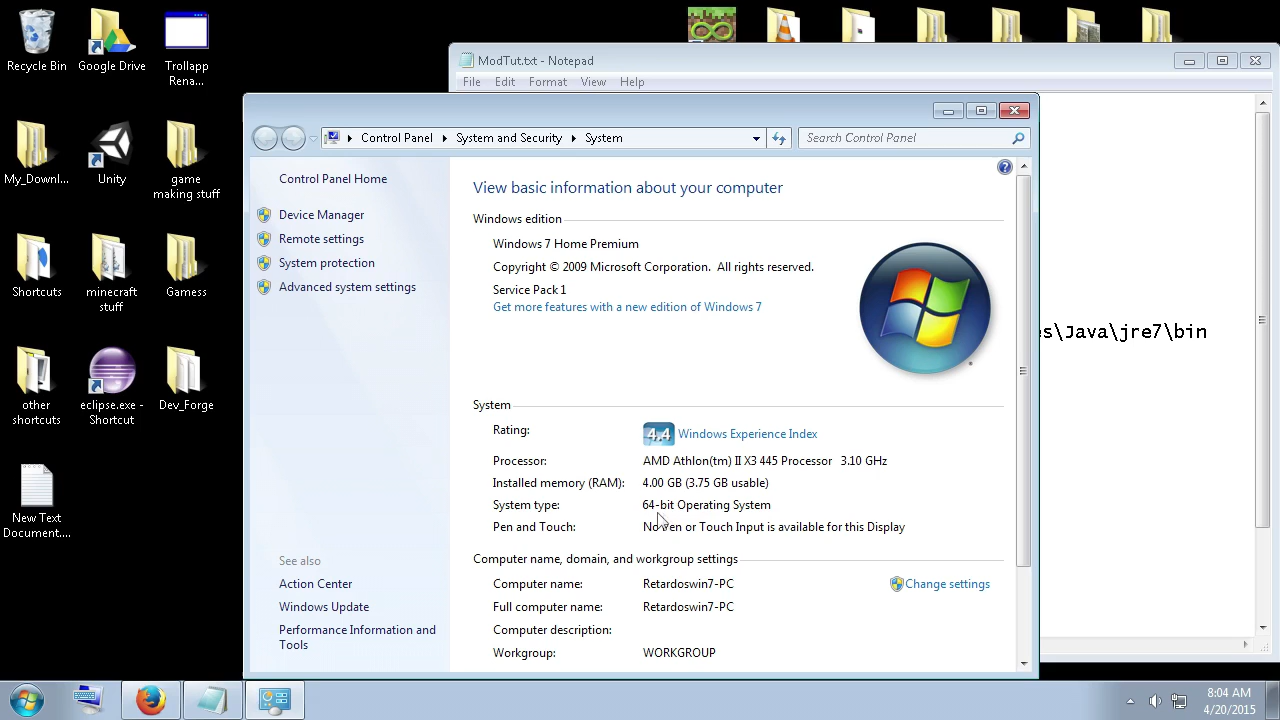 Recycle Bin
Google Drive
Trollapp
Rena...
My_Downl...
Unity
game
making stuff
Shortcuts
minecraft
stuff
Gamess
other
shortcuts
eclipse.exe -
Shortcut
Dev_Forge
New Text
Document....
ModTut.txt - Notepad
File Edit Format View Help
es\Java\jre7\bin
Control Panel System and Security System
Search Control Panel
Control Panel Home
Device Manager
Remote settings
System protection
Advanced system settings
See also
Action Center
Windows Update
Performance Information and
Tools
View basic information about your computer
Windows edition
Windows 7 Home Premium
Copyright © 2009 Microsoft Corporation. All rights reserved.
Service Pack 1
Get more features with a new edition of Windows 7
System
Rating: 4.4 Windows Experience Index
Processor: AMD Athlon(tm) II X3 445 Processor 3.10 GHz
Installed memory (RAM): 4.00 GB (3.75 GB usable)
System type: 64-bit Operating System
Pen and Touch: No Pen or Touch Input is available for this Display
Computer name, domain, and workgroup settings
Computer name: Retardoswin7-PC Change settings
Full computer name: Retardoswin7-PC
Computer description:
Workgroup: WORKGROUP
8:04 AM
4/20/2015